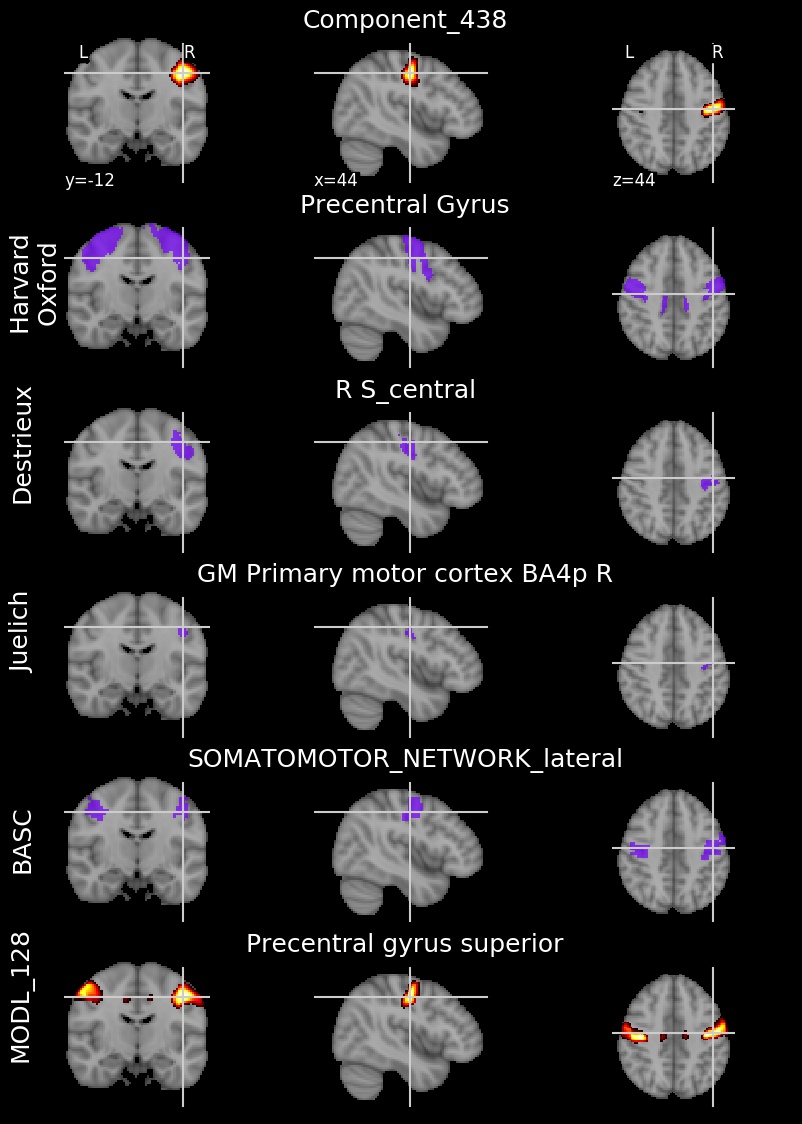 Component_438
L R L R
y=-12 x=44 z=44
Precentral Gyrus
Harvard
Oxford
R S_central
Destrieux
GM Primary motor cortex BA4p R
Juelich
SOMATOMOTOR_NETWORK_lateral
BASC
Precentral gyrus superior
MODL_128